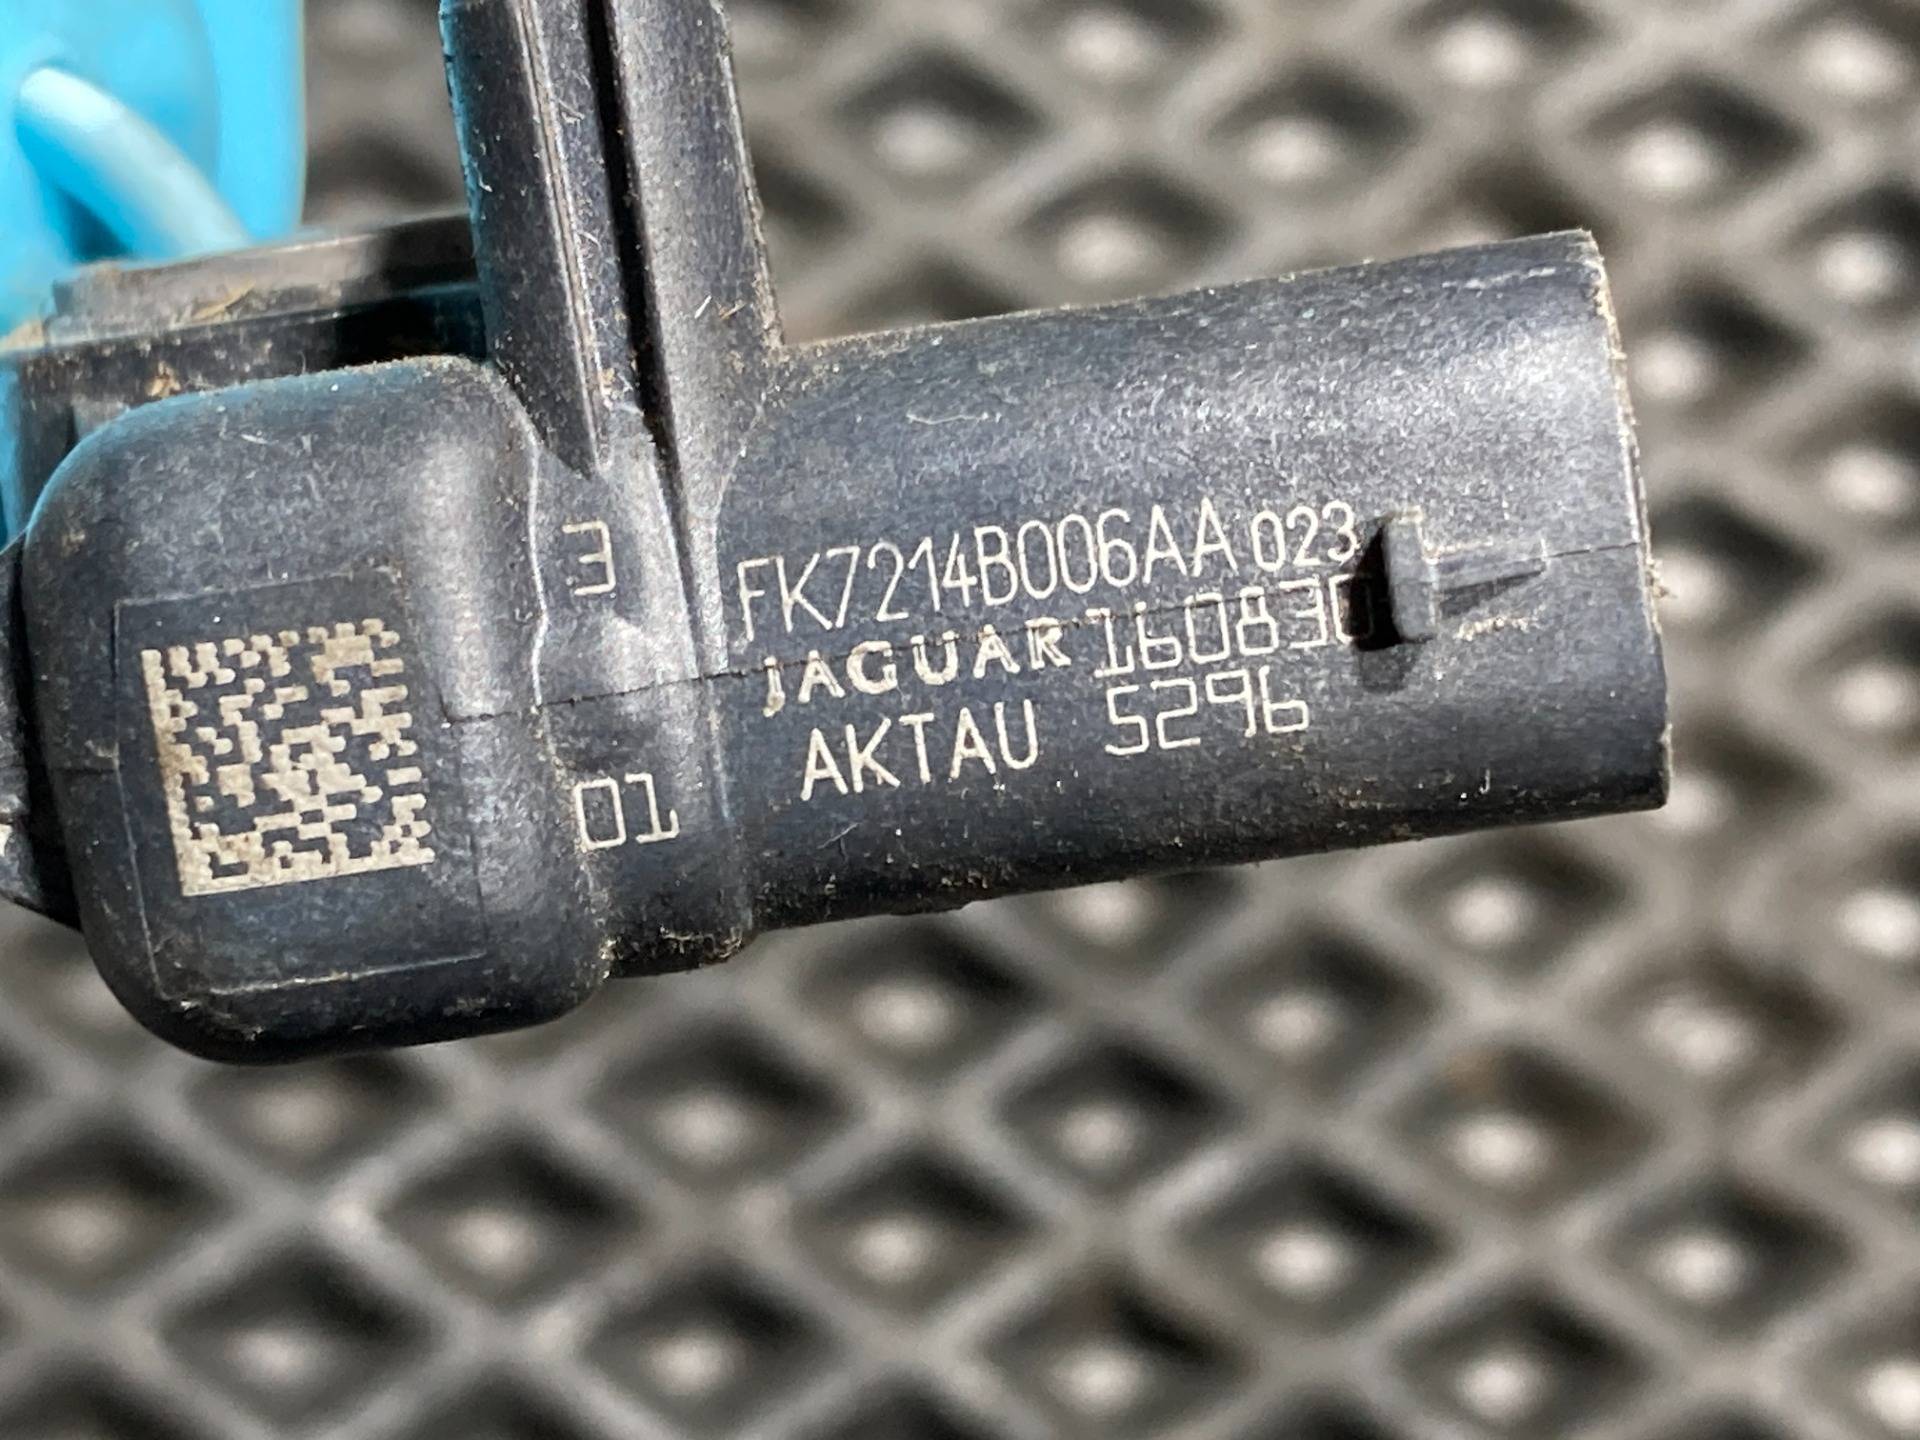 3
FK7214B006AA 023
JAGUAR 160830
AKTAU 5296
01